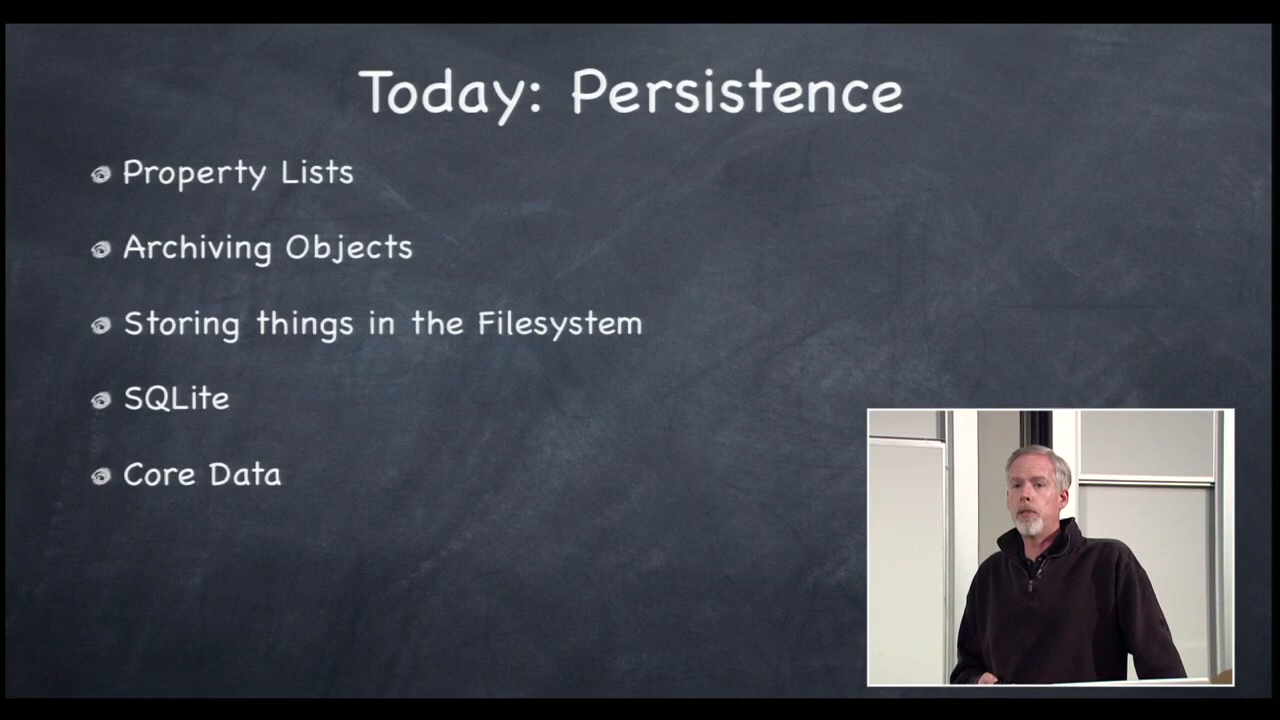 Today: Persistence
Property Lists
Archiving Objects
Storing things in the Filesystem
SQLite
Core Data